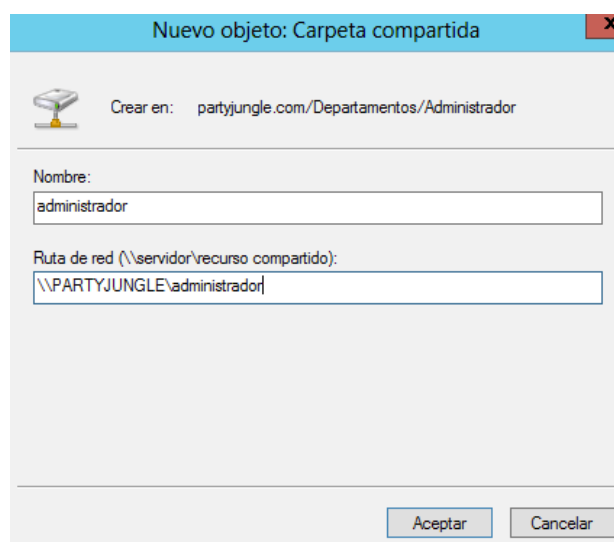 Nuevo objeto: Carpeta compartida
x
Crear en: partyjungle.com/Departamentos/Administrador
Nombre:
administrador
Ruta de red (\\servidor\recurso compartido):
\\PARTYJUNGLE\administrador
Aceptar Cancelar